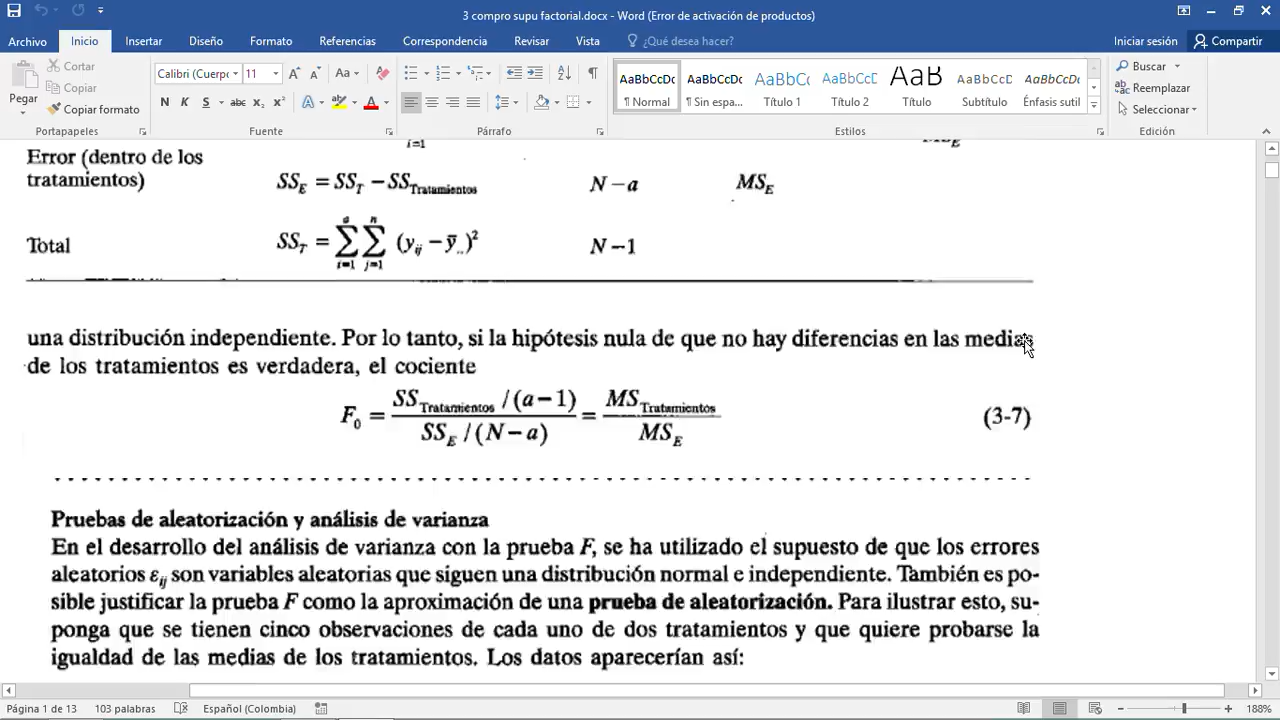 3 compro supu factorial.docx - Word (Error de activación de productos)
Archivo Inicio Insertar Diseño Formato Referencias Correspondencia Revisar Vista ¿Qué desea hacer? Iniciar sesión Compartir
Pegar
Cortar
Copiar
Copiar formato
Portapapeles
Calibri (Cuerpo 11
N K S abc x₂ x²
Fuente
Párrafo
AaBbCcDc AaBbCcDc AaBbCc AaBbCcC AaB AaBbCcD AaBbCcDc
¶ Normal ¶ Sin espa... Título 1 Título 2 Título Subtítulo Énfasis sutil
Estilos
Buscar
Reemplazar
Seleccionar
Edición
i=1 MS_E
Error (dentro de los
tratamientos) SS_E = SS_T − SS_Tratamientos N − a MS_E
Total SS_T = ∑_{i=1}^{a} ∑_{j=1}^{n} (y_ij − ȳ..)² N − 1
una distribución independiente. Por lo tanto, si la hipótesis nula de que no hay diferencias en las medias
de los tratamientos es verdadera, el cociente
F_0 = SS_Tratamientos / (a − 1) / SS_E / (N − a) = MS_Tratamientos / MS_E (3-7)
Pruebas de aleatorización y análisis de varianza
En el desarrollo del análisis de varianza con la prueba F, se ha utilizado el supuesto de que los errores
aleatorios ε_ij son variables aleatorias que siguen una distribución normal e independiente. También es po-
sible justificar la prueba F como la aproximación de una prueba de aleatorización. Para ilustrar esto, su-
ponga que se tienen cinco observaciones de cada uno de dos tratamientos y que quiere probarse la
igualdad de las medias de los tratamientos. Los datos aparecerían así:
Página 1 de 13 103 palabras Español (Colombia) 188%